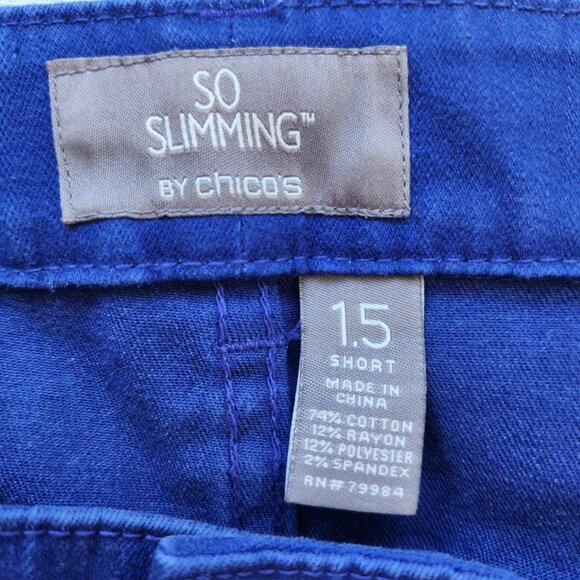 SO
SLIMMING™
BY chico's
1.5
SHORT
MADE IN
CHINA
74% COTTON
12% RAYON
12% POLYESTER
2% SPANDEX
RN# 79984